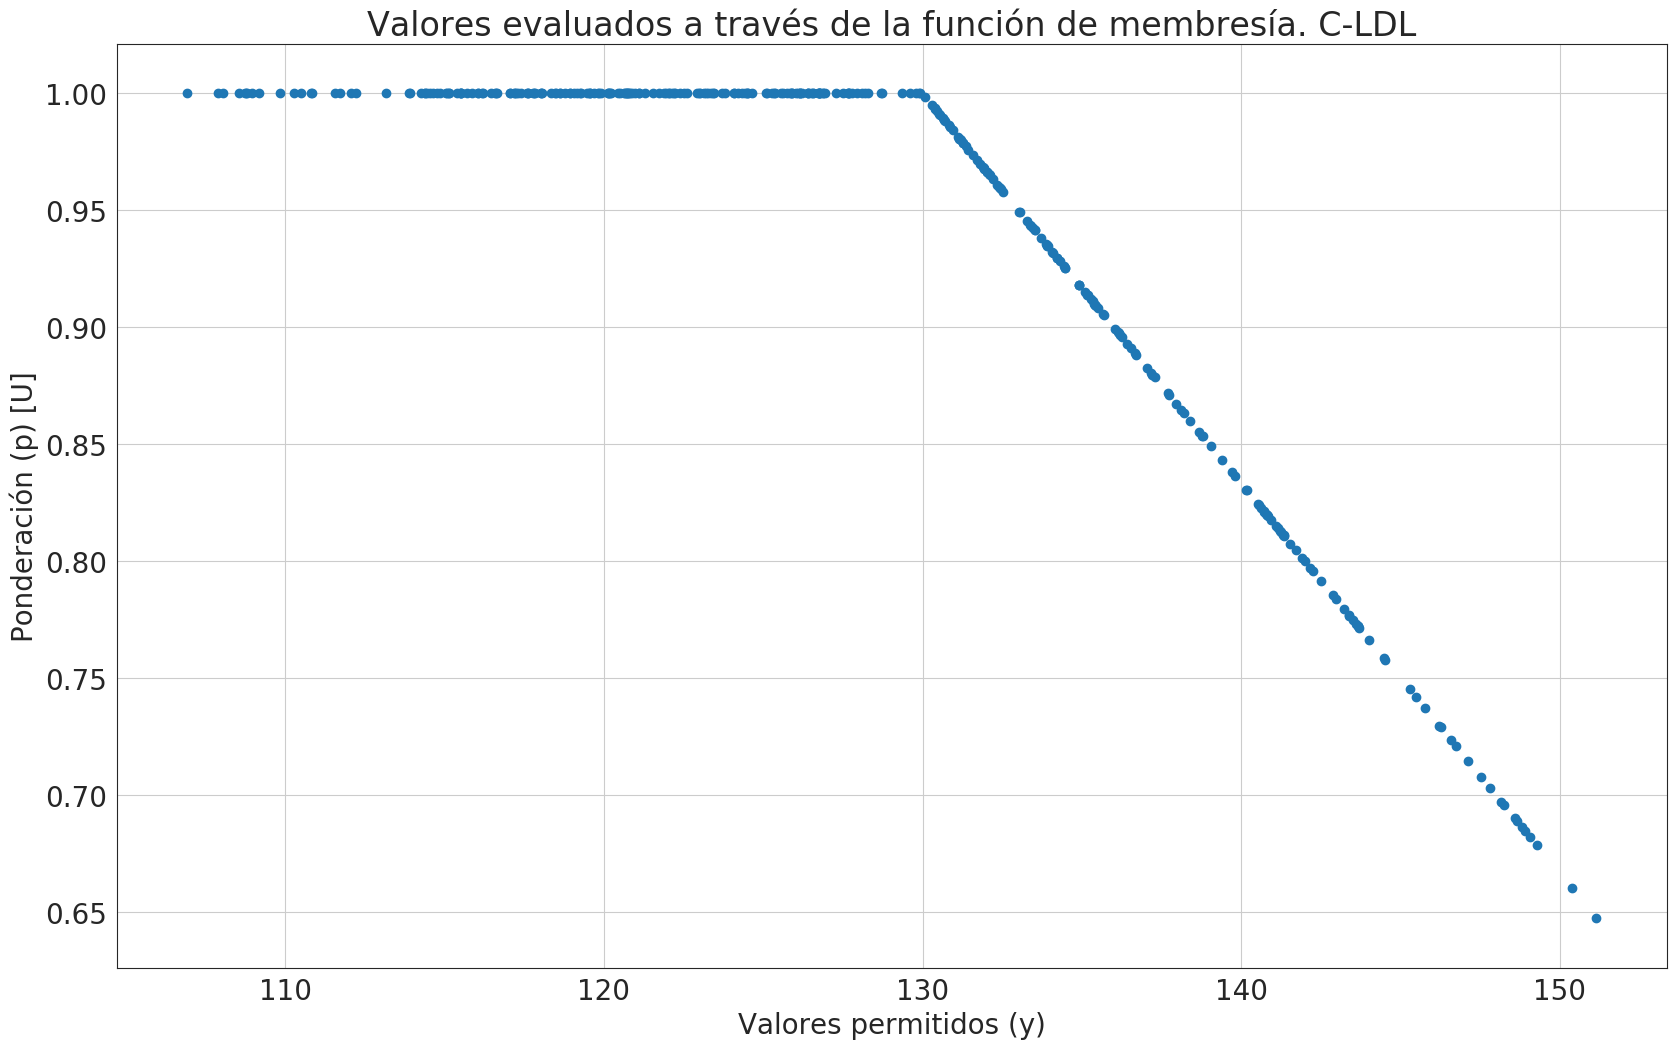 Valores evaluados a través de la función de membresía. C-LDL
Ponderación (p) [U]
1.00
0.95
0.90
0.85
0.80
0.75
0.70
0.65
110 120 130 140 150
Valores permitidos (y)